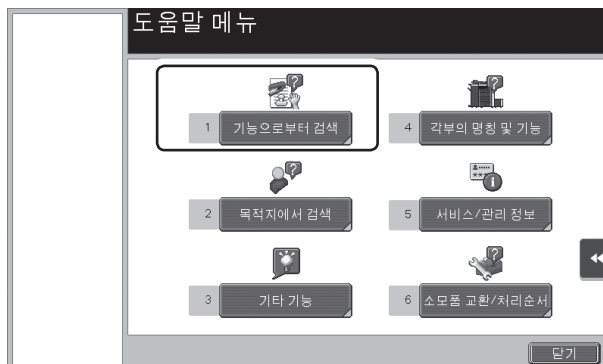 도움말 메뉴
1 기능으로부터 검색
4 각부의 명칭 및 기능
2 목적지에서 검색
5 서비스/관리 정보
3 기타 기능
6 소모품 교환/처리순서
닫기